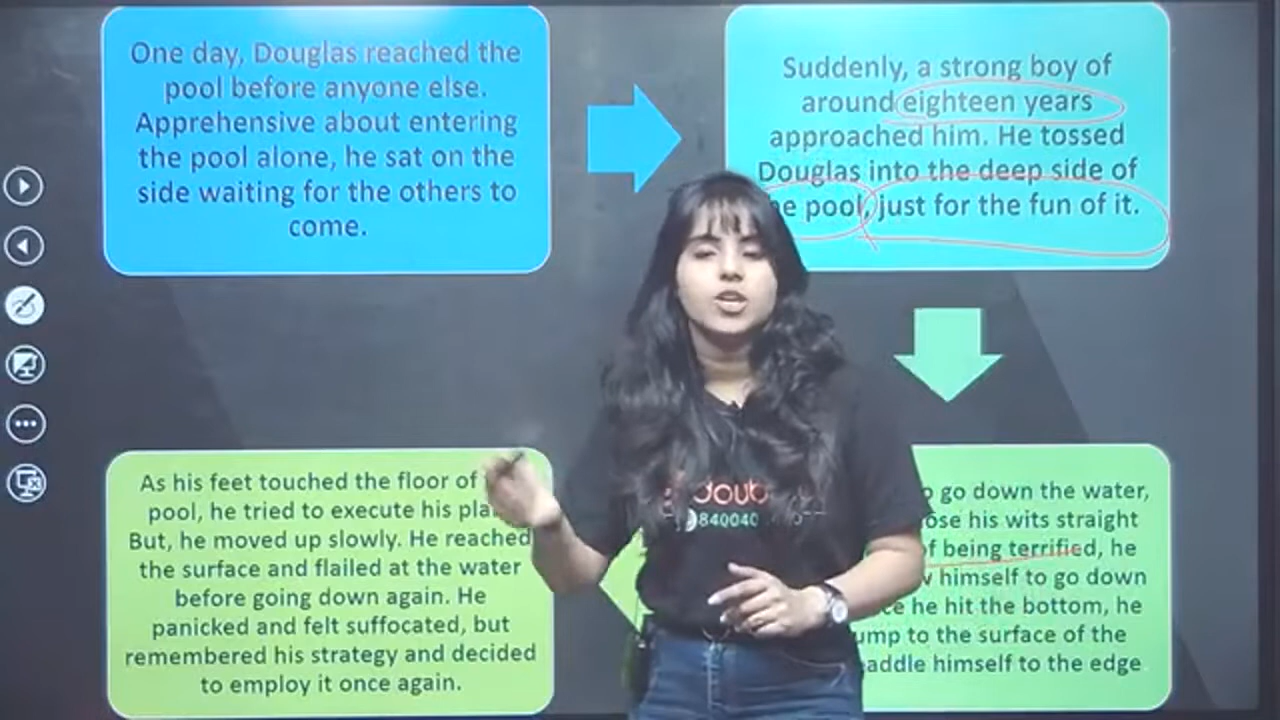 One day, Douglas reached the
pool before anyone else.
Apprehensive about entering
the pool alone, he sat on the
side waiting for the others to
come.
Suddenly, a strong boy of
around eighteen years
approached him. He tossed
Douglas into the deep side of
pool, just for the fun of it.
go down the water,
his wits straight
being terrified, he
himself to go down
he hit the bottom, he
to the surface of the
himself to the edge
As his feet touched the floor of
pool, he tried to execute his
But, he moved up slowly. He reached
the surface and flailed at the water
before going down again. He
panicked and felt suffocated, but
remembered his strategy and decided
to employ it once again.
doub
840040